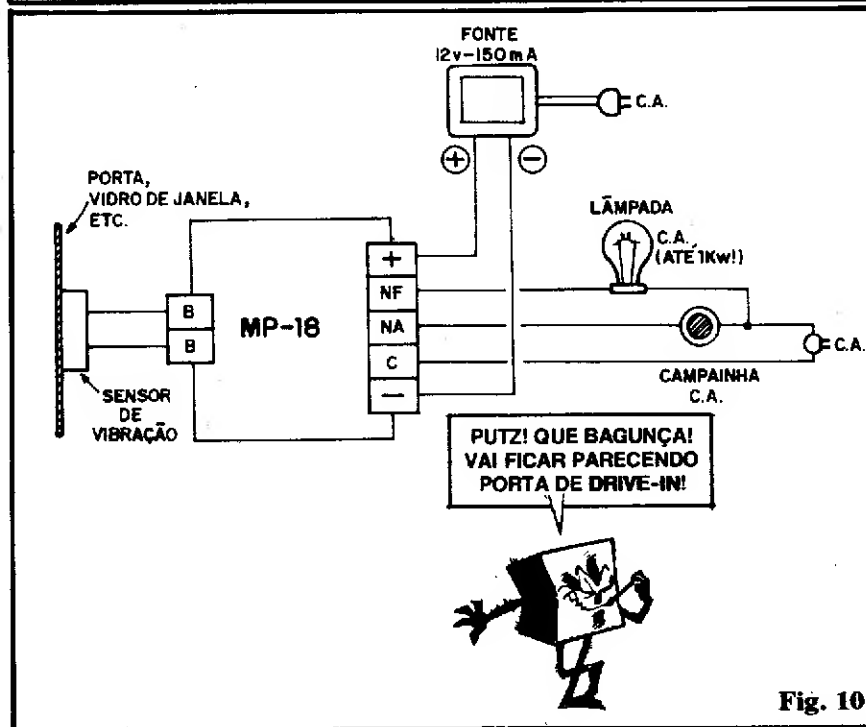 FONTE
12v-150mA
C.A.
+
−
PORTA,
VIDRO DE JANELA,
ETC.
LÂMPADA
C.A.
(ATÉ 1Kw!)
B
B
MP-18
+
NF
NA
C
−
C.A.
CAMPAINHA
C.A.
SENSOR
DE
VIBRAÇÃO
PUTZ! QUE BAGUNÇA!
VAI FICAR PARECENDO
PORTA DE DRIVE-IN!
Fig. 10